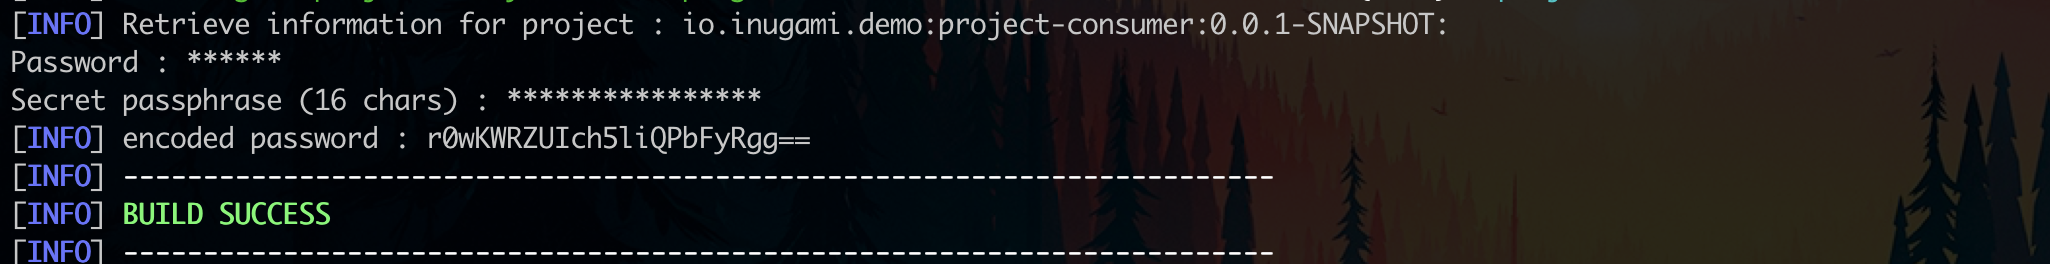 [INFO] Retrieve information for project : io.inugami.demo:project-consumer:0.0.1-SNAPSHOT:
Password : ******
Secret passphrase (16 chars) : ****************
[INFO] encoded password : r0wKWRZUIch5liQPbFyRgg==
[INFO] ------------------------------------------------------------------------
[INFO] BUILD SUCCESS
[INFO] ------------------------------------------------------------------------